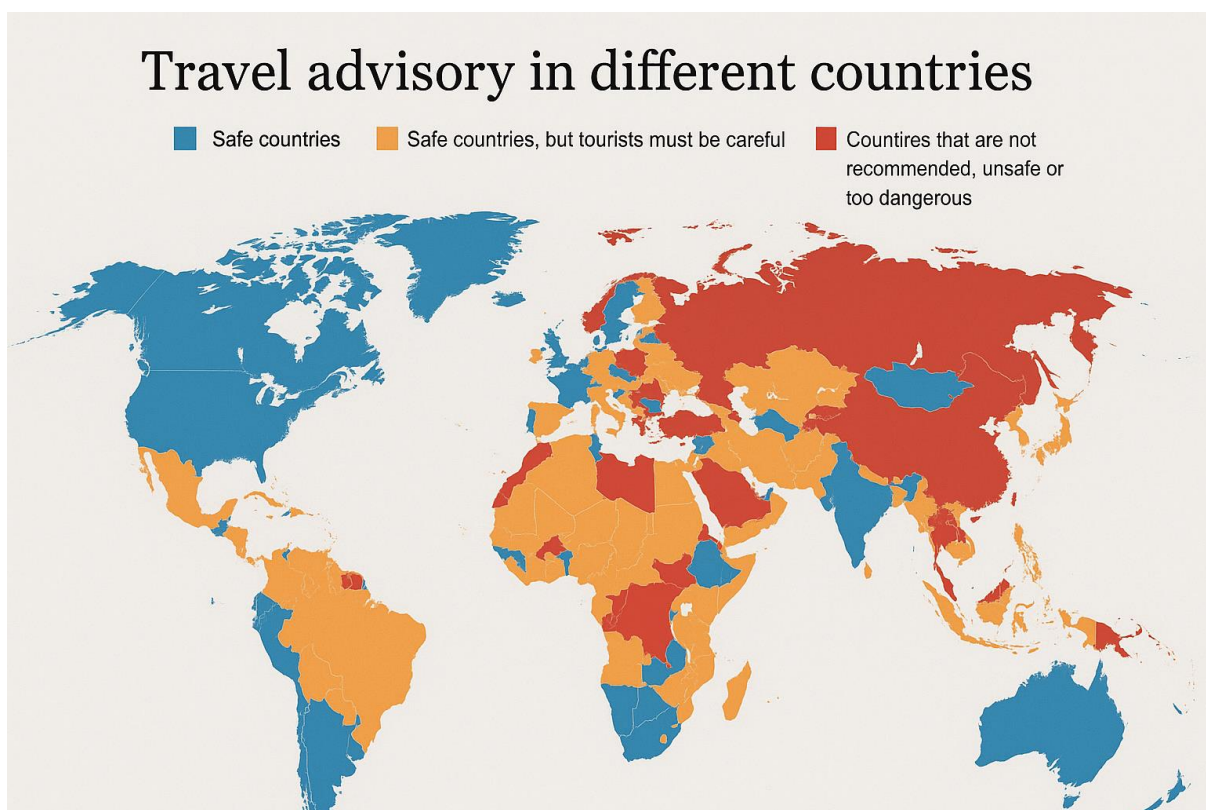 Travel advisory in different countries
Safe countries
Safe countries, but tourists must be careful
Countires that are not
recommended, unsafe or
too dangerous